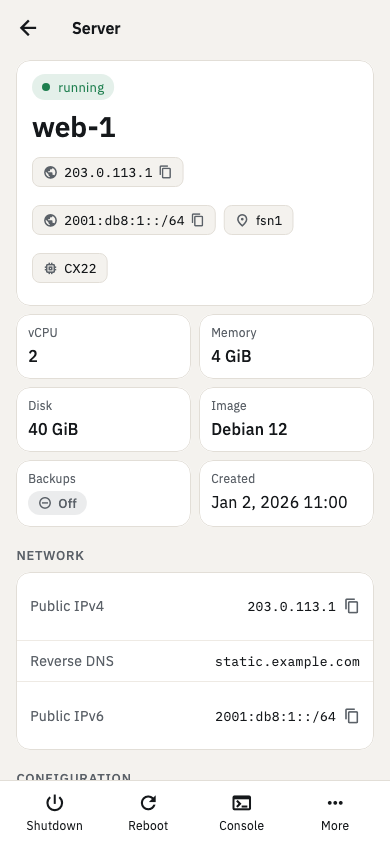 Server
running
web-1
203.0.113.1
2001:db8:1::/64 fsn1
CX22
vCPU Memory
2 4 GiB
Disk Image
40 GiB Debian 12
Backups Created
Off Jan 2, 2026 11:00
NETWORK
Public IPv4 203.0.113.1
Reverse DNS static.example.com
Public IPv6 2001:db8:1::/64
CONFIGURATION
Shutdown Reboot Console More